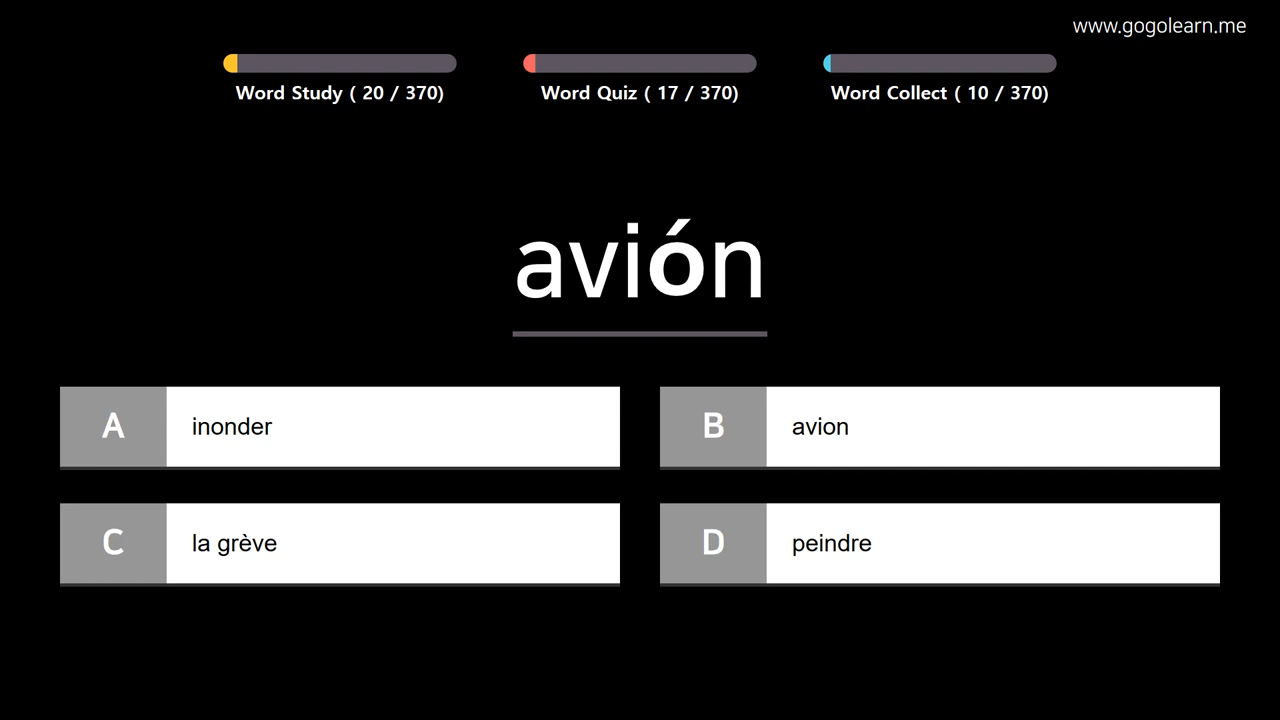 www.gogolearn.me
Word Study ( 20 / 370)
Word Quiz ( 17 / 370)
Word Collect ( 10 / 370)
avión
A inonder
B avion
C la grève
D peindre